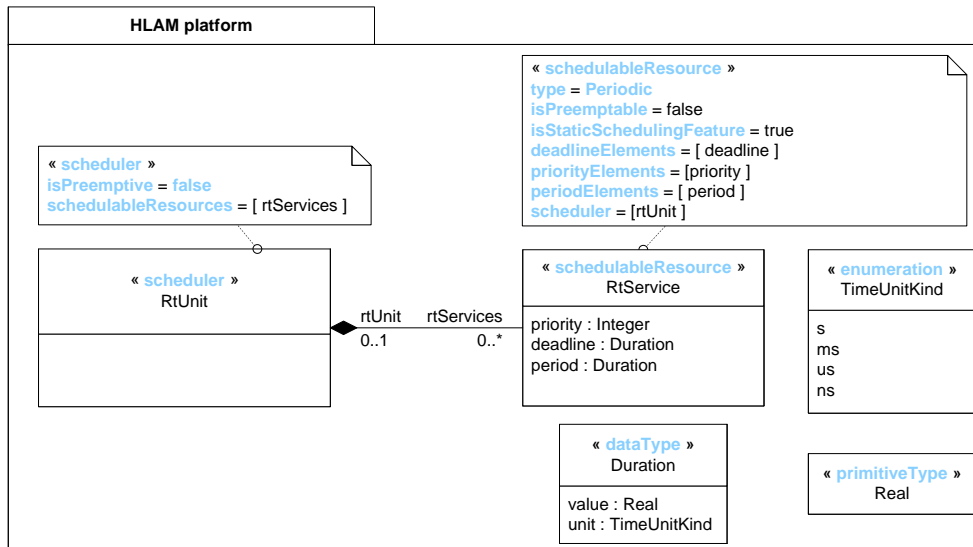 HLAM platform
« schedulableResource »
type = Periodic
isPreemptable = false
isStaticSchedulingFeature = true
deadlineElements = [ deadline ]
priorityElements = [priority ]
periodElements = [ period ]
scheduler = [rtUnit ]
« scheduler »
isPreemptive = false
schedulableResources = [ rtServices ]
« scheduler »
RtUnit
rtUnit
0..1
rtServices
0..*
« schedulableResource »
RtService
priority : Integer
deadline : Duration
period : Duration
« enumeration »
TimeUnitKind
s
ms
us
ns
« dataType »
Duration
value : Real
unit : TimeUnitKind
« primitiveType »
Real